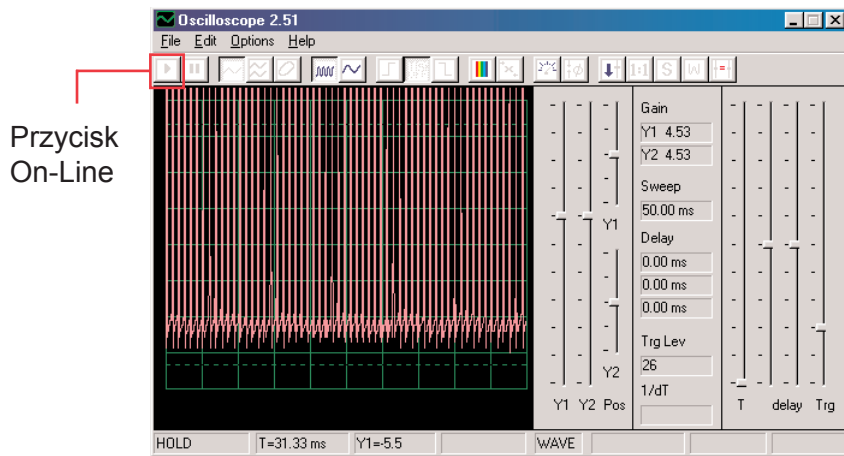 Oscilloscope 2.51
File Edit Options Help
1:1 S W
Przycisk
On-Line
Gain
Y1 4.53
Y2 4.53
Sweep
50.00 ms
Delay
0.00 ms
0.00 ms
0.00 ms
Trg Lev
26
1/dT
Y1
Y2
Y1 Y2 Pos
T delay Trg
HOLD T=31.33 ms Y1=-5.5 WAVE